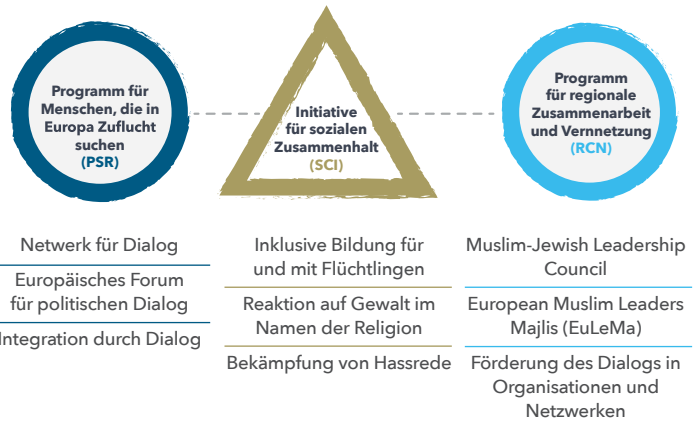 Programm für
Menschen, die in
Europa Zuflucht
suchen
(PSR)
Initiative
für sozialen
Zusammenhalt
(SCI)
Programm
für regionale
Zusammenarbeit
und Vernnetzung
(RCN)
Netwerk für Dialog
Europäisches Forum
für politischen Dialog
Integration durch Dialog
Inklusive Bildung für
und mit Flüchtlingen
Reaktion auf Gewalt im
Namen der Religion
Bekämpfung von Hassrede
Muslim-Jewish Leadership
Council
European Muslim Leaders
Majlis (EuLeMa)
Förderung des Dialogs in
Organisationen und
Netzwerken